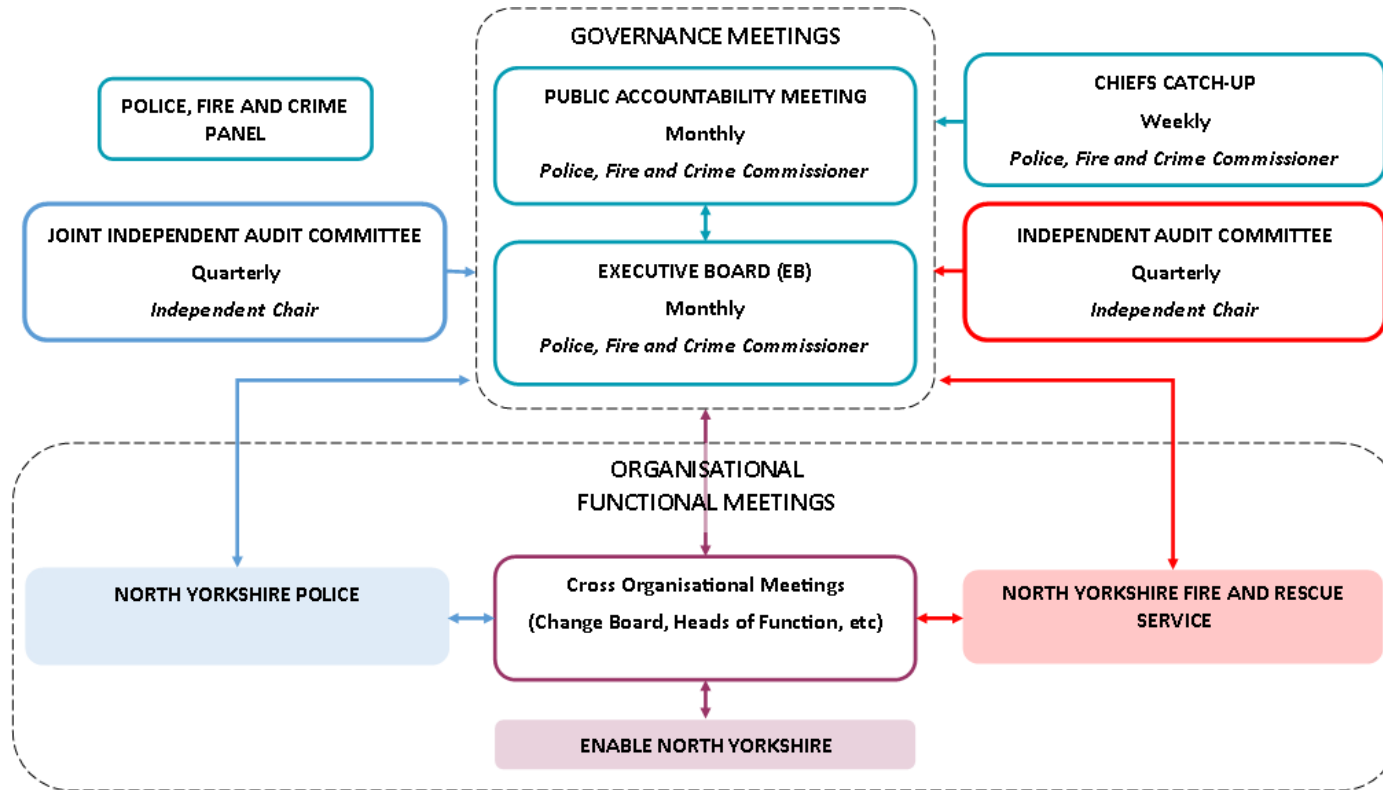 GOVERNANCE MEETINGS
POLICE, FIRE AND CRIME
PANEL
PUBLIC ACCOUNTABILITY MEETING
Monthly
Police, Fire and Crime Commissioner
CHIEFS CATCH-UP
Weekly
Police, Fire and Crime Commissioner
JOINT INDEPENDENT AUDIT COMMITTEE
Quarterly
Independent Chair
EXECUTIVE BOARD (EB)
Monthly
Police, Fire and Crime Commissioner
INDEPENDENT AUDIT COMMITTEE
Quarterly
Independent Chair
ORGANISATIONAL
FUNCTIONAL MEETINGS
NORTH YORKSHIRE POLICE
Cross Organisational Meetings
(Change Board, Heads of Function, etc)
NORTH YORKSHIRE FIRE AND RESCUE
SERVICE
ENABLE NORTH YORKSHIRE